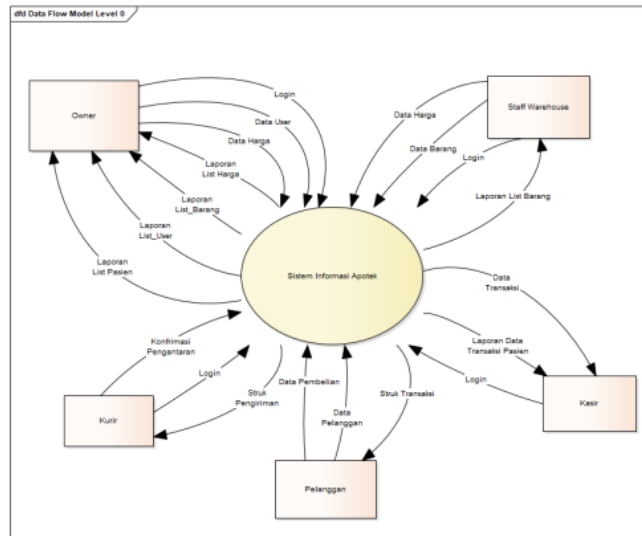 dfd Data Flow Model Level 0
Owner
Login
Data User
Data Harga
Laporan
List Harga
Laporan
List_Barang
Laporan
List_User
Laporan
List Pasien
Staff Warehouse
Data Harga
Data Barang
Login
Laporan List Barang
Sistem Informasi Apotek
Data
Transaksi
Laporan Data
Transaksi Pasien
Login
Kasir
Konfrimasi
Pengantaran
Login
Struk
Pengiriman
Kurir
Data Pembelian
Data
Pelanggan
Struk Transaksi
Pelanggan